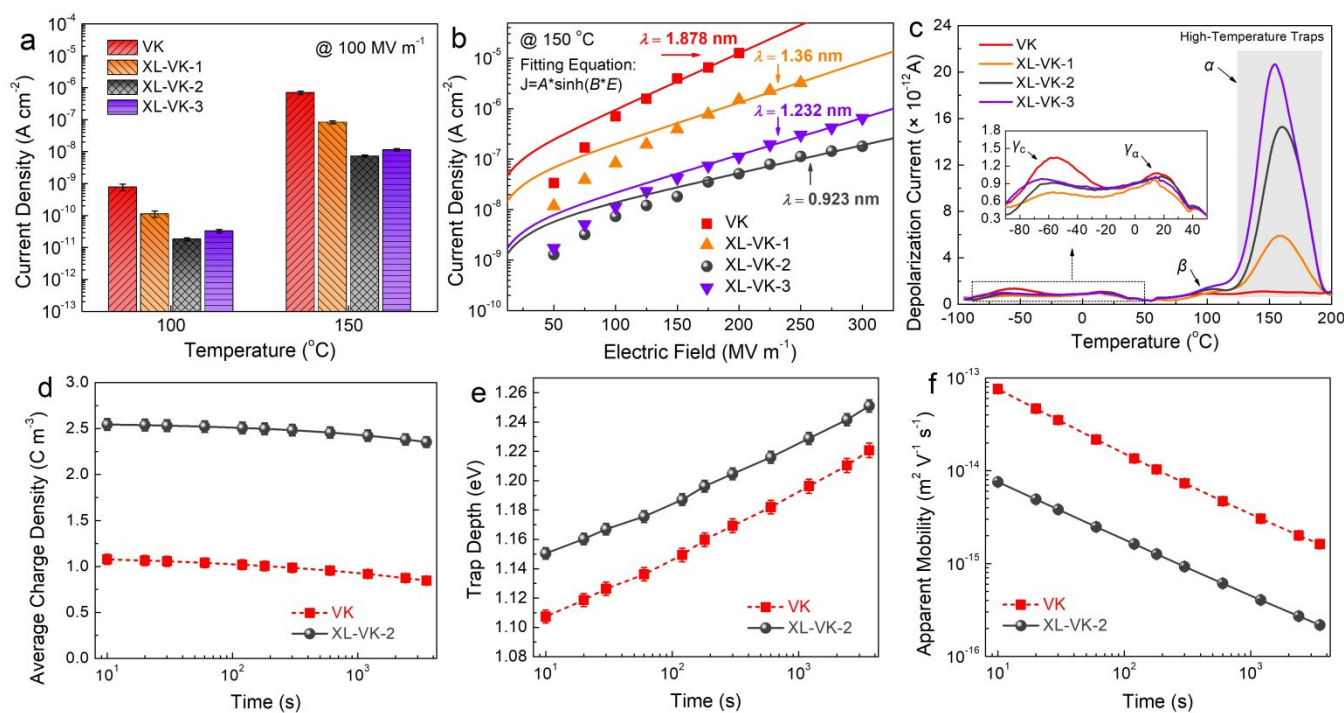 a
@ 100 MV m⁻¹
VK
XL-VK-1
XL-VK-2
XL-VK-3
10⁻⁴
10⁻⁵
10⁻⁶
10⁻⁷
10⁻⁸
10⁻⁹
10⁻¹⁰
10⁻¹¹
10⁻¹²
10⁻¹³
Current Density (A cm⁻²)
100 150
Temperature (°C)
b
@ 150 °C
Fitting Equation:
J=A*sinh(B*E)
λ = 1.878 nm
λ = 1.36 nm
λ = 1.232 nm
λ = 0.923 nm
VK
XL-VK-1
XL-VK-2
XL-VK-3
10⁻⁵
10⁻⁶
10⁻⁷
10⁻⁸
10⁻⁹
10⁻¹⁰
Current Density (A cm⁻²)
50 100 150 200 250 300
Electric Field (MV m⁻¹)
c
VK
XL-VK-1
XL-VK-2
XL-VK-3
High-Temperature Traps
α
β
γc
γα
1.8
1.5
1.2
0.9
0.6
0.3
-80 -60 -40 -20 0 20 40
24
20
16
12
8
4
0
Depolarization Current (× 10⁻¹²A)
-100 -50 0 50 100 150 200
Temperature (°C)
d
3.0
2.5
2.0
1.5
1.0
0.5
0.0
Average Charge Density (C m⁻³)
VK
XL-VK-2
10¹ 10² 10³
Time (s)
e
1.26
1.24
1.22
1.20
1.18
1.16
1.14
1.12
1.10
1.08
Trap Depth (eV)
VK
XL-VK-2
10¹ 10² 10³
Time (s)
f
10⁻¹³
10⁻¹⁴
10⁻¹⁵
10⁻¹⁶
Apparent Mobility (m² V⁻¹ s⁻¹)
VK
XL-VK-2
10¹ 10² 10³
Time (s)